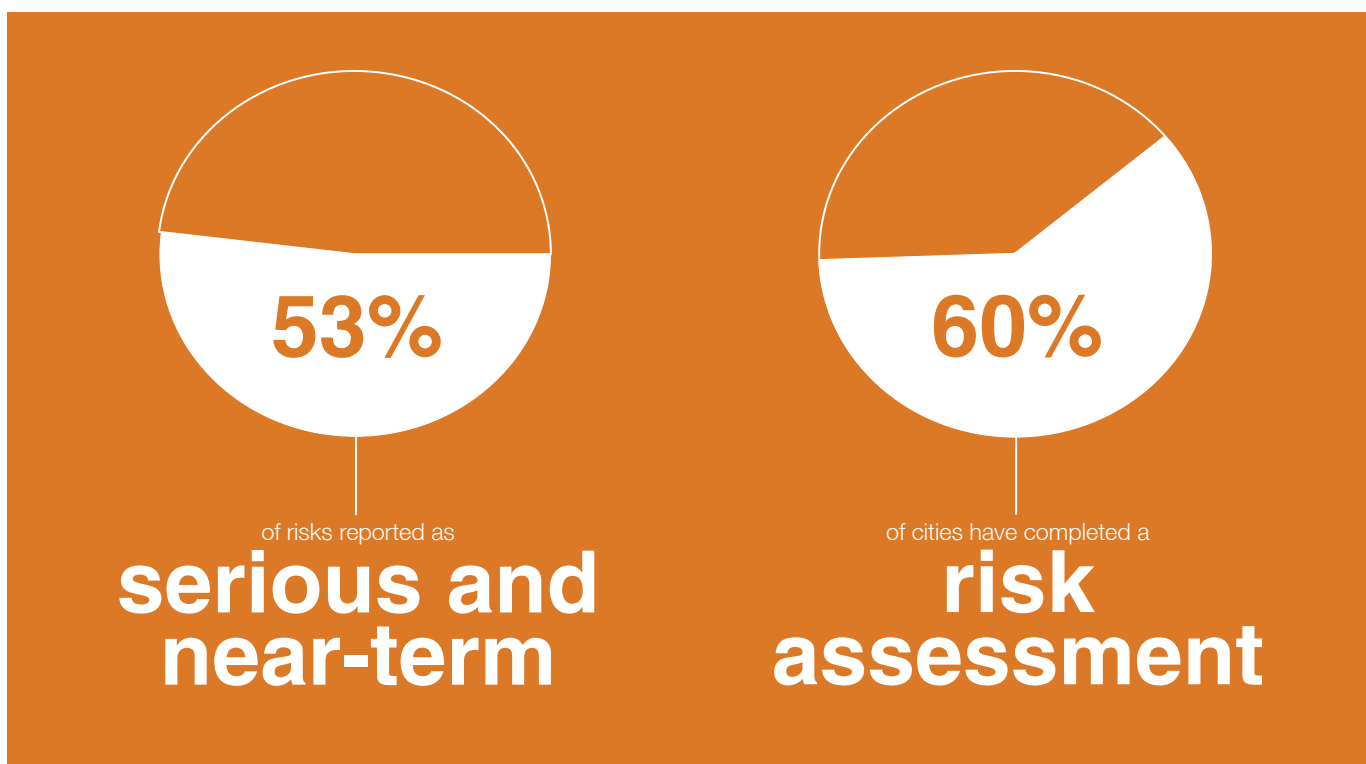 53%
of risks reported as
serious and
near-term
60%
of cities have completed a
risk
assessment